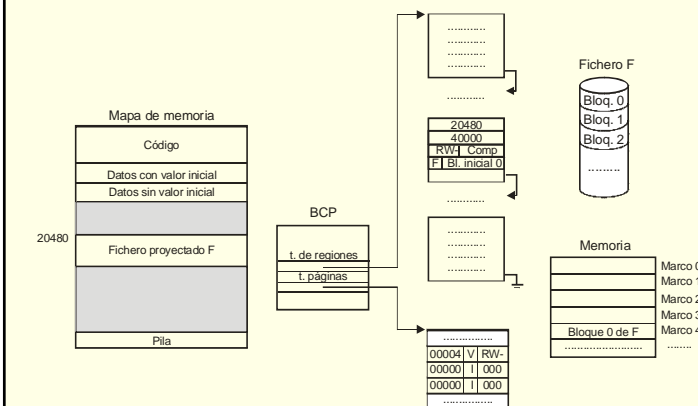 Mapa de memoria
Código
Datos con valor inicial
Datos sin valor inicial
20480
Fichero proyectado F
Pila
BCP
t. de regiones
t. páginas
............
............
............
............
............
20480
40000
RW- Comp
F Bl. inicial 0
............
............
............
............
............
................
00004 V RW-
00000 I 000
00000 I 000
................
Fichero F
Bloq. 0
Bloq. 1
Bloq. 2
.........
Memoria
Marco 0
Marco 1
Marco 2
Marco 3
Bloque 0 de F Marco 4
........................ ........